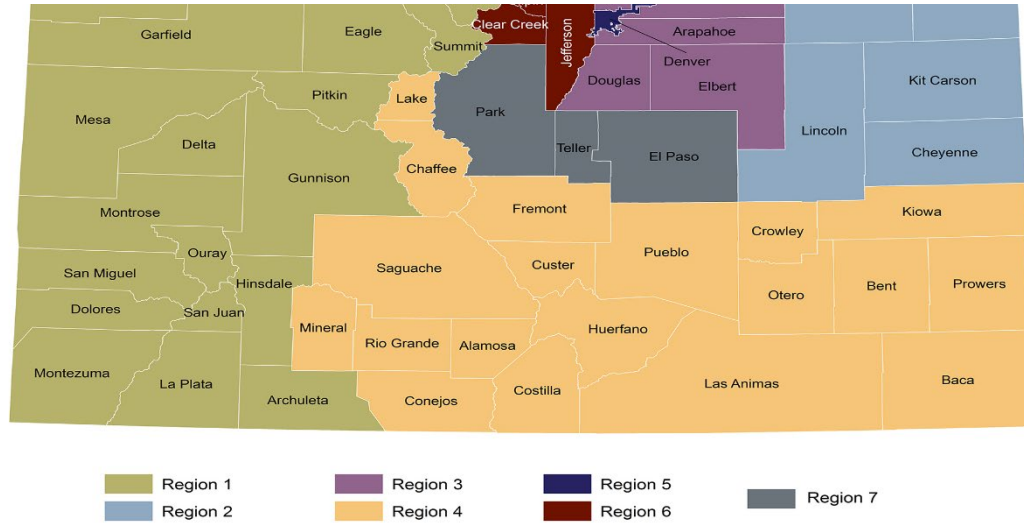 Garfield
Eagle
Summit
Clear Creek
Jefferson
Arapahoe
Denver
Douglas
Elbert
Kit Carson
Lincoln
Cheyenne
Mesa
Pitkin
Lake
Park
Delta
Teller
El Paso
Chaffee
Gunnison
Fremont
Kiowa
Montrose
Crowley
Ouray
Pueblo
San Miguel
Saguache
Custer
Hinsdale
Otero
Bent
Prowers
Dolores
San Juan
Mineral
Rio Grande
Alamosa
Huerfano
Montezuma
La Plata
Archuleta
Conejos
Costilla
Las Animas
Baca
Region 1
Region 3
Region 5
Region 7
Region 2
Region 4
Region 6